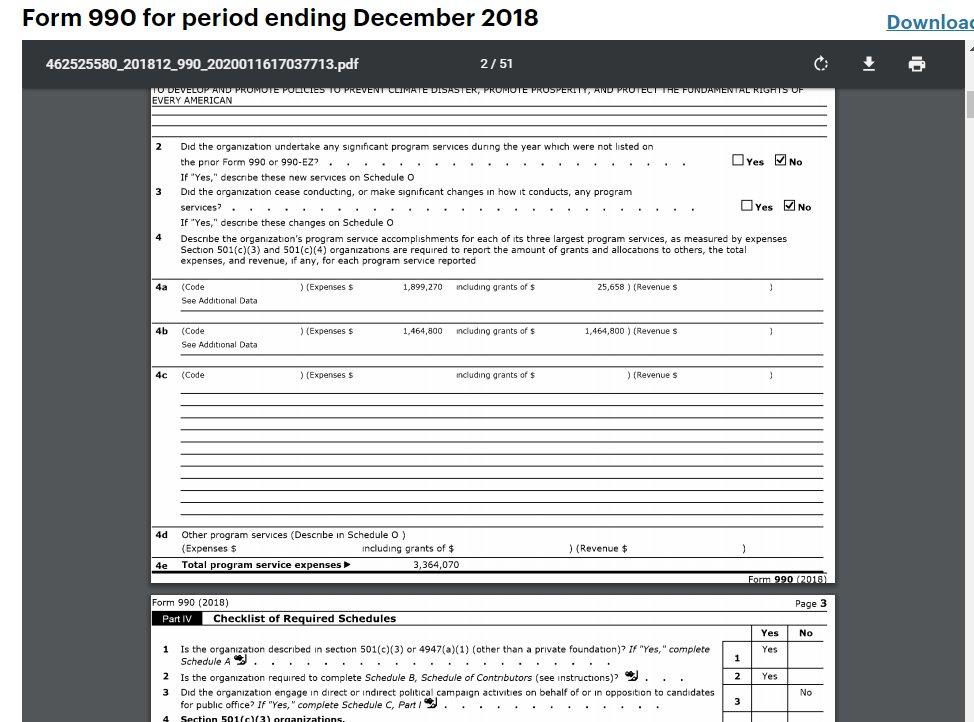 Form 990 for period ending December 2018
Download
462525580_201812_990_2020011617037713.pdf 2 / 51
TO DEVELOP AND PROMOTE POLICIES TO PREVENT CLIMATE DISASTER, PROMOTE PROSPERITY, AND PROTECT THE FUNDAMENTAL RIGHTS OF
EVERY AMERICAN
2 Did the organization undertake any significant program services during the year which were not listed on
the prior Form 990 or 990-EZ? . . . . . . . . . . . . . . . . . . . . . Yes No
If "Yes," describe these new services on Schedule O
3 Did the organization cease conducting, or make significant changes in how it conducts, any program
services? . . . . . . . . . . . . . . . . . . . . . . . . . . . Yes No
If "Yes," describe these changes on Schedule O
4 Describe the organization's program service accomplishments for each of its three largest program services, as measured by expenses
Section 501(c)(3) and 501(c)(4) organizations are required to report the amount of grants and allocations to others, the total
expenses, and revenue, if any, for each program service reported
4a (Code ) (Expenses $ 1,899,270 including grants of $ 25,658 ) (Revenue $ )
See Additional Data
4b (Code ) (Expenses $ 1,464,800 including grants of $ 1,464,800 ) (Revenue $ )
See Additional Data
4c (Code ) (Expenses $ including grants of $ ) (Revenue $ )
4d Other program services (Describe in Schedule O )
(Expenses $ including grants of $ ) (Revenue $ )
4e Total program service expenses ▶ 3,364,070
Form 990 (2018)
Form 990 (2018) Page 3
Part IV Checklist of Required Schedules
Yes No
1 Is the organization described in section 501(c)(3) or 4947(a)(1) (other than a private foundation)? If "Yes," complete
Schedule A . . . . . . . . . . . . . . . . . . . 1 Yes
2 Is the organization required to complete Schedule B, Schedule of Contributors (see instructions)? . . . 2 Yes
3 Did the organization engage in direct or indirect political campaign activities on behalf of or in opposition to candidates
for public office? If "Yes," complete Schedule C, Part I . . . . . . . . . . . 3 No
4 Section 501(c)(3) organizations.